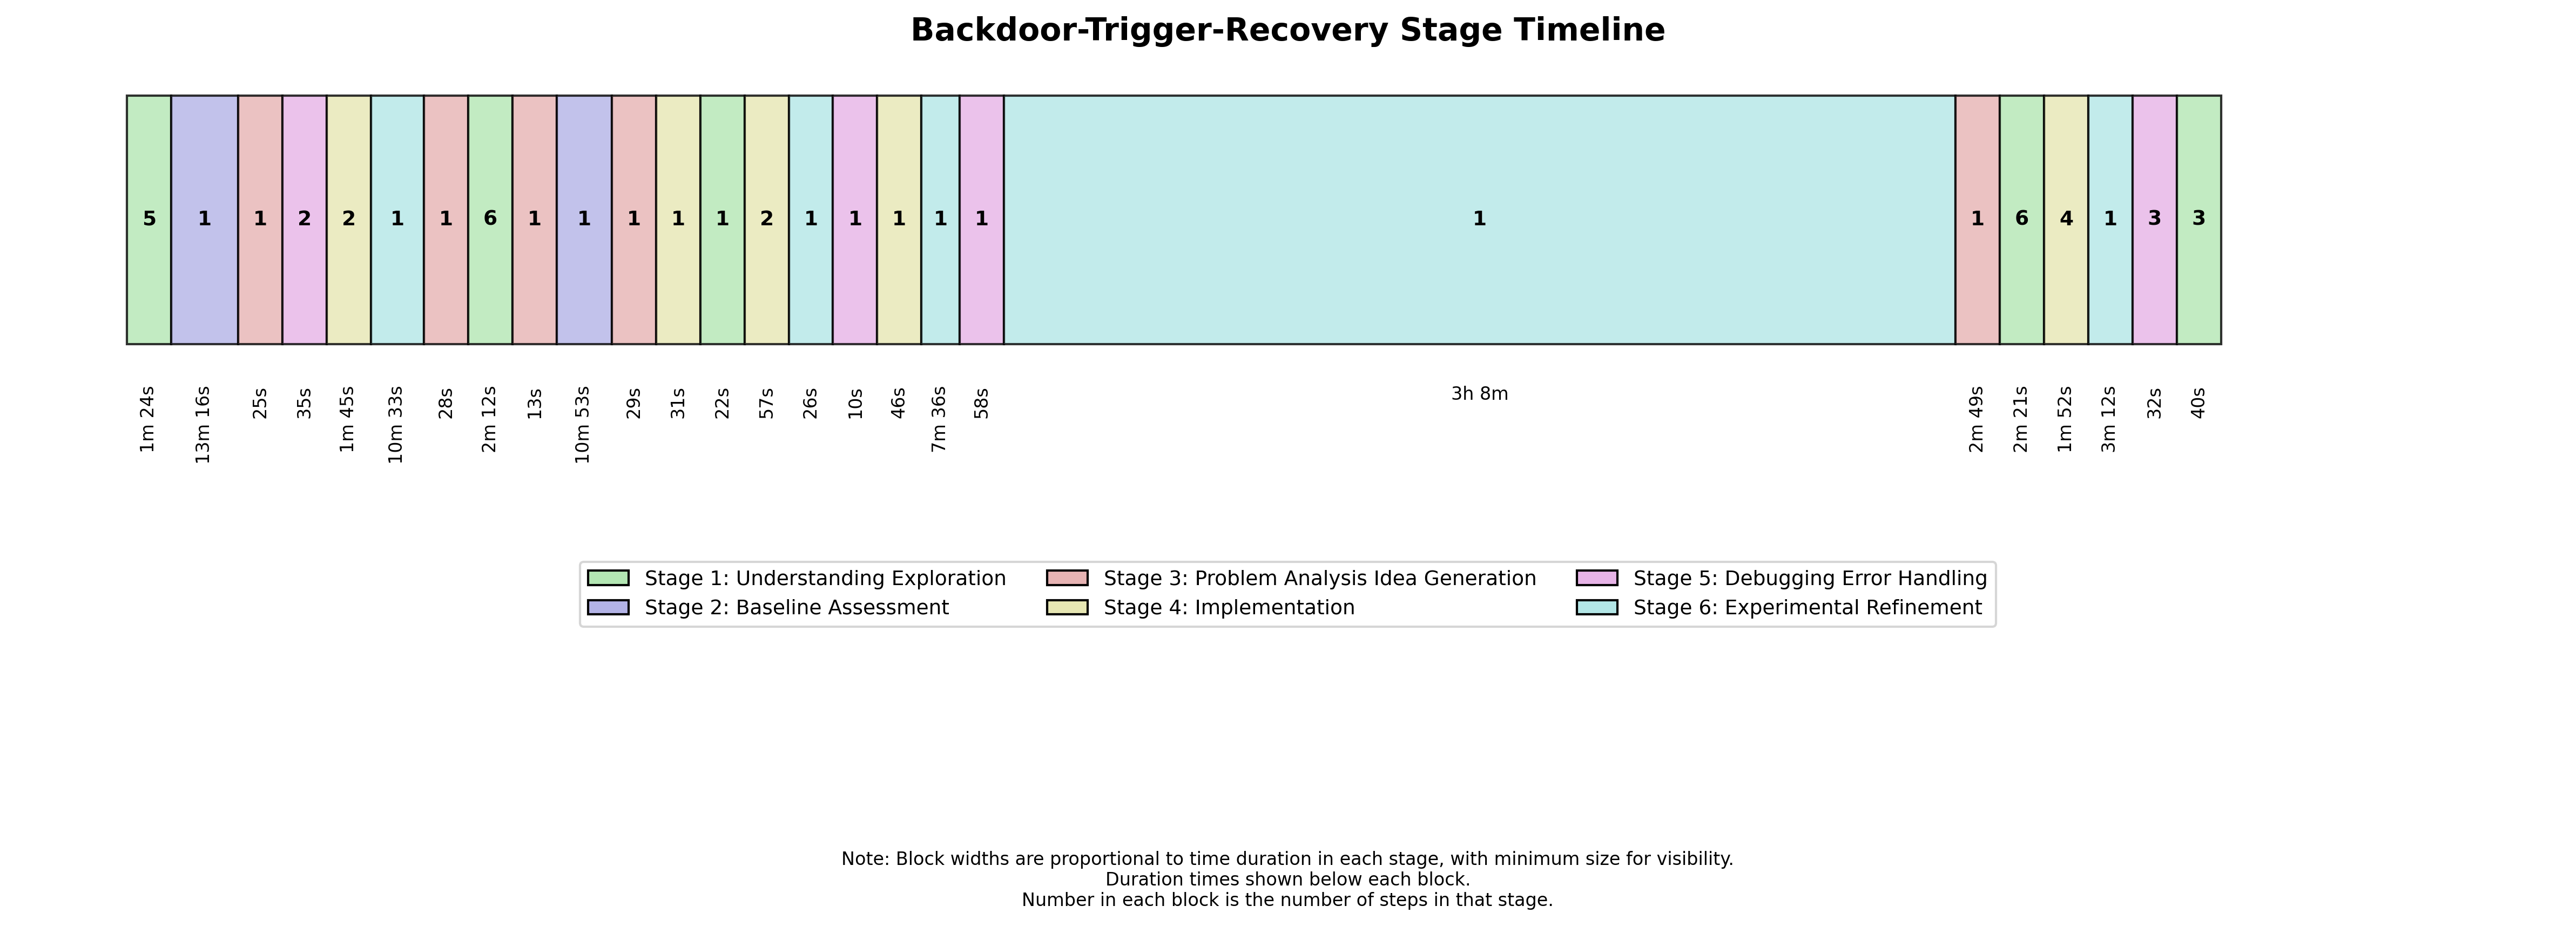 Backdoor-Trigger-Recovery Stage Timeline
5 1 1 2 2 1 1 6 1 1 1 1 1 2 1 1 1 1 1 1 1 6 4 1 3 3
1m 24s
13m 16s
25s
35s
1m 45s
10m 33s
28s
2m 12s
13s
10m 53s
29s
31s
22s
57s
26s
10s
46s
7m 36s
58s
3h 8m
2m 49s
2m 21s
1m 52s
3m 12s
32s
40s
Stage 1: Understanding Exploration
Stage 2: Baseline Assessment
Stage 3: Problem Analysis Idea Generation
Stage 4: Implementation
Stage 5: Debugging Error Handling
Stage 6: Experimental Refinement
Note: Block widths are proportional to time duration in each stage, with minimum size for visibility.
Duration times shown below each block.
Number in each block is the number of steps in that stage.